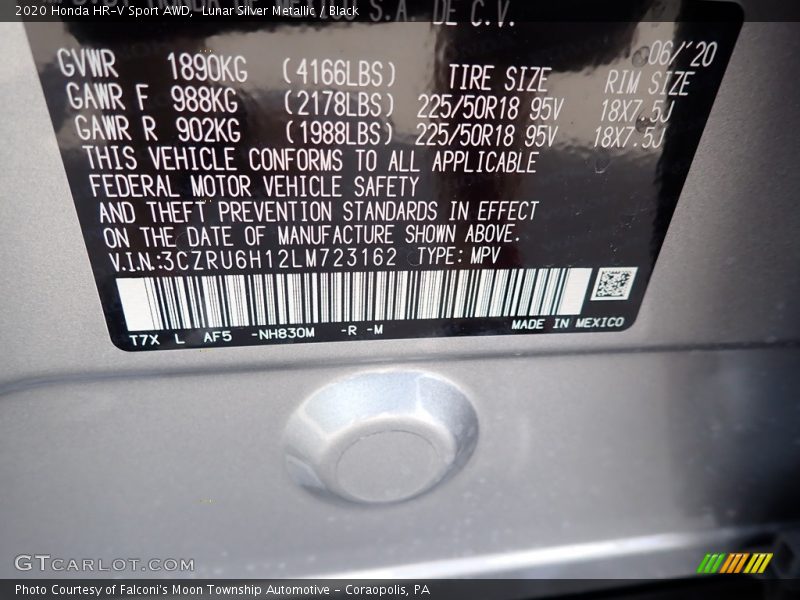 2020 Honda HR-V Sport AWD,  Lunar Silver Metallic / Black
S.A. DE C.V.
06/'20
GVWR 1890KG (4166LBS) TIRE SIZE RIM SIZE
GAWR F 988KG (2178LBS) 225/50R18 95V 18X7.5J
GAWR R 902KG (1988LBS) 225/50R18 95V 18X7.5J
THIS VEHICLE CONFORMS TO ALL APPLICABLE
FEDERAL MOTOR VEHICLE SAFETY
AND THEFT PREVENTION STANDARDS IN EFFECT
ON THE DATE OF MANUFACTURE SHOWN ABOVE.
V.I.N:3CZRU6H12LM723162 TYPE: MPV
T7X L AF5 -NH830M -R -M MADE IN MEXICO
GTCARLOT.COM
Photo Courtesy of Falconi's Moon Township Automotive - Coraopolis, PA